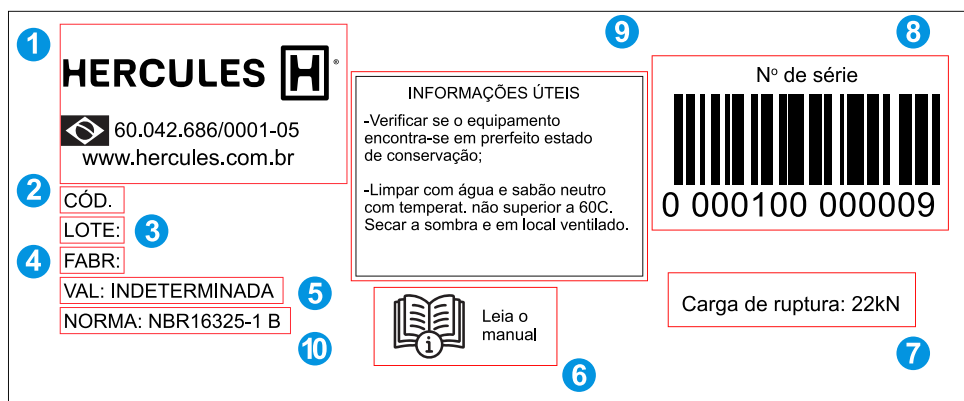 1
HERCULES H
60.042.686/0001-05
www.hercules.com.br
2
CÓD.
LOTE:
3
4
FABR:
VAL: INDETERMINADA
5
NORMA: NBR16325-1 B
10
9
INFORMAÇÕES ÚTEIS
-Verificar se o equipamento
encontra-se em prerfeito estado
de conservação;
-Limpar com água e sabão neutro
com temperat. não superior a 60C.
Secar a sombra e em local ventilado.
Leia o
manual
6
8
Nº de série
0 000100 000009
Carga de ruptura: 22kN
7